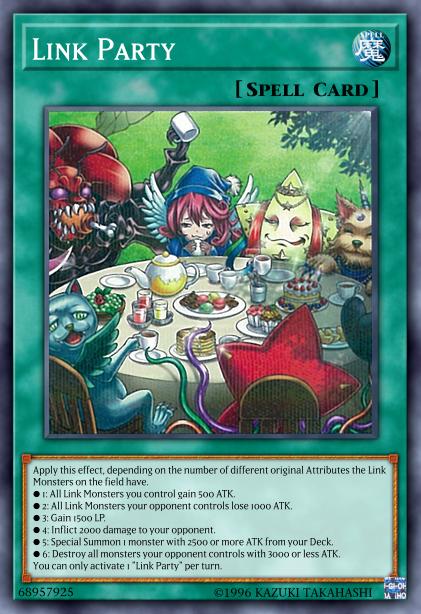 LINK PARTY
SPELL
魔
[SPELL CARD]
Apply this effect, depending on the number of different original Attributes the Link
Monsters on the field have.
● 1: All Link Monsters you control gain 500 ATK.
● 2: All Link Monsters your opponent controls lose 1000 ATK.
● 3: Gain 1500 LP.
● 4: Inflict 2000 damage to your opponent.
● 5: Special Summon 1 monster with 2500 or more ATK from your Deck.
● 6: Destroy all monsters your opponent controls with 3000 or less ATK.
You can only activate 1 "Link Party" per turn.
68957925
©1996 KAZUKI TAKAHASHI